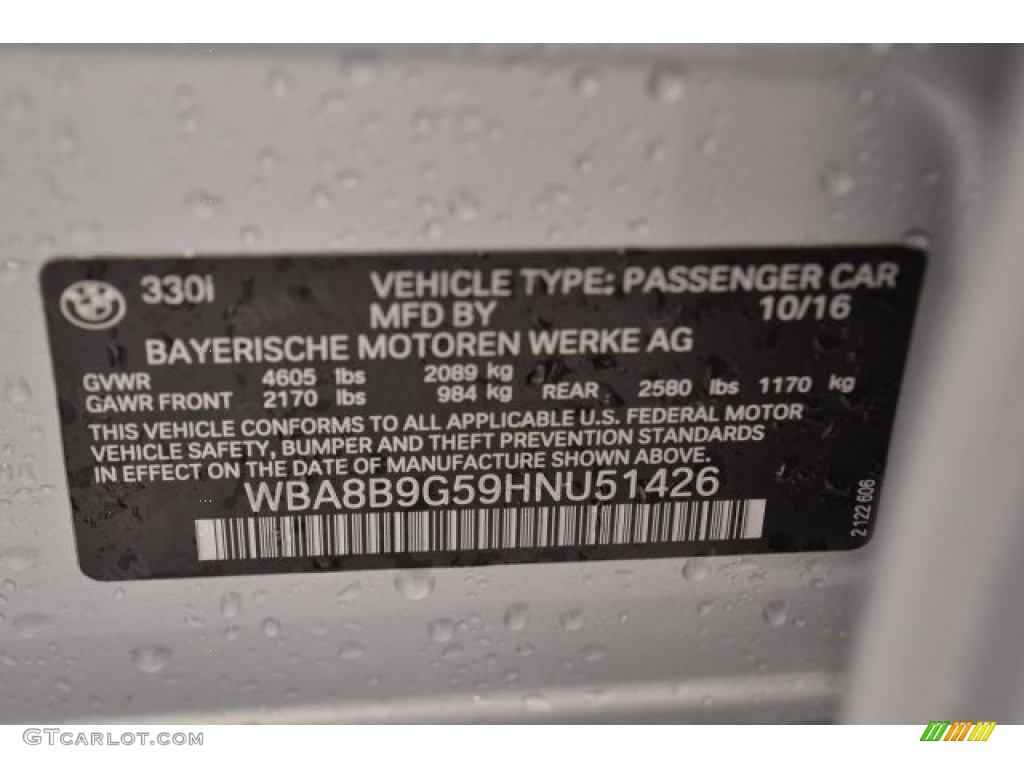 330i VEHICLE TYPE: PASSENGER CAR
MFD BY 10/16
BAYERISCHE MOTOREN WERKE AG
GVWR 4605 lbs 2089 kg
GAWR FRONT 2170 lbs 984 kg REAR 2580 lbs 1170 kg
THIS VEHICLE CONFORMS TO ALL APPLICABLE U.S. FEDERAL MOTOR
VEHICLE SAFETY, BUMPER AND THEFT PREVENTION STANDARDS
IN EFFECT ON THE DATE OF MANUFACTURE SHOWN ABOVE.
WBA8B9G59HNU51426
2 122 606
GTCARLOT.COM